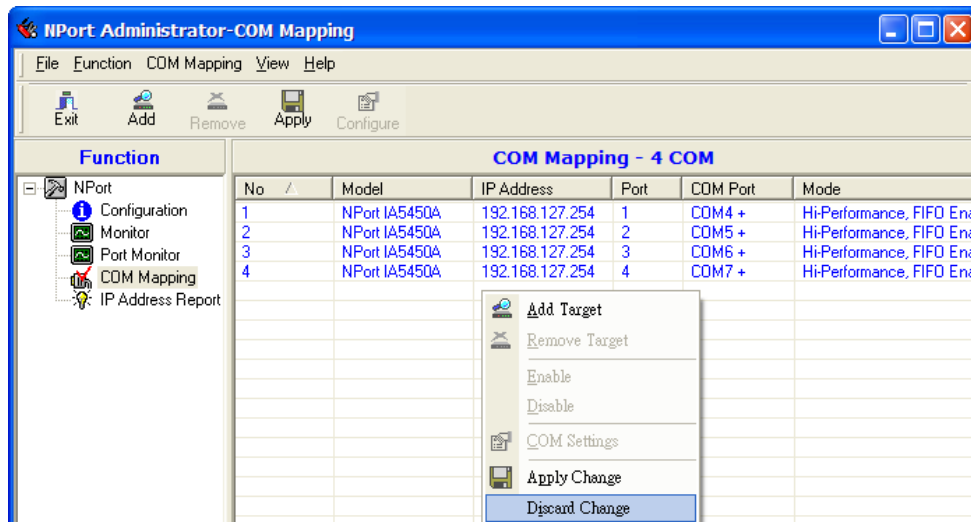 NPort Administrator-COM Mapping
File Function COM Mapping View Help
Exit Add Remove Apply Configure
Function
COM Mapping - 4 COM
NPort
Configuration
Monitor
Port Monitor
COM Mapping
IP Address Report
No Model IP Address Port COM Port Mode
1 NPort IA5450A 192.168.127.254 1 COM4 + Hi-Performance, FIFO Ena
2 NPort IA5450A 192.168.127.254 2 COM5 + Hi-Performance, FIFO Ena
3 NPort IA5450A 192.168.127.254 3 COM6 + Hi-Performance, FIFO Ena
4 NPort IA5450A 192.168.127.254 4 COM7 + Hi-Performance, FIFO Ena
Add Target
Remove Target
Enable
Disable
COM Settings
Apply Change
Discard Change